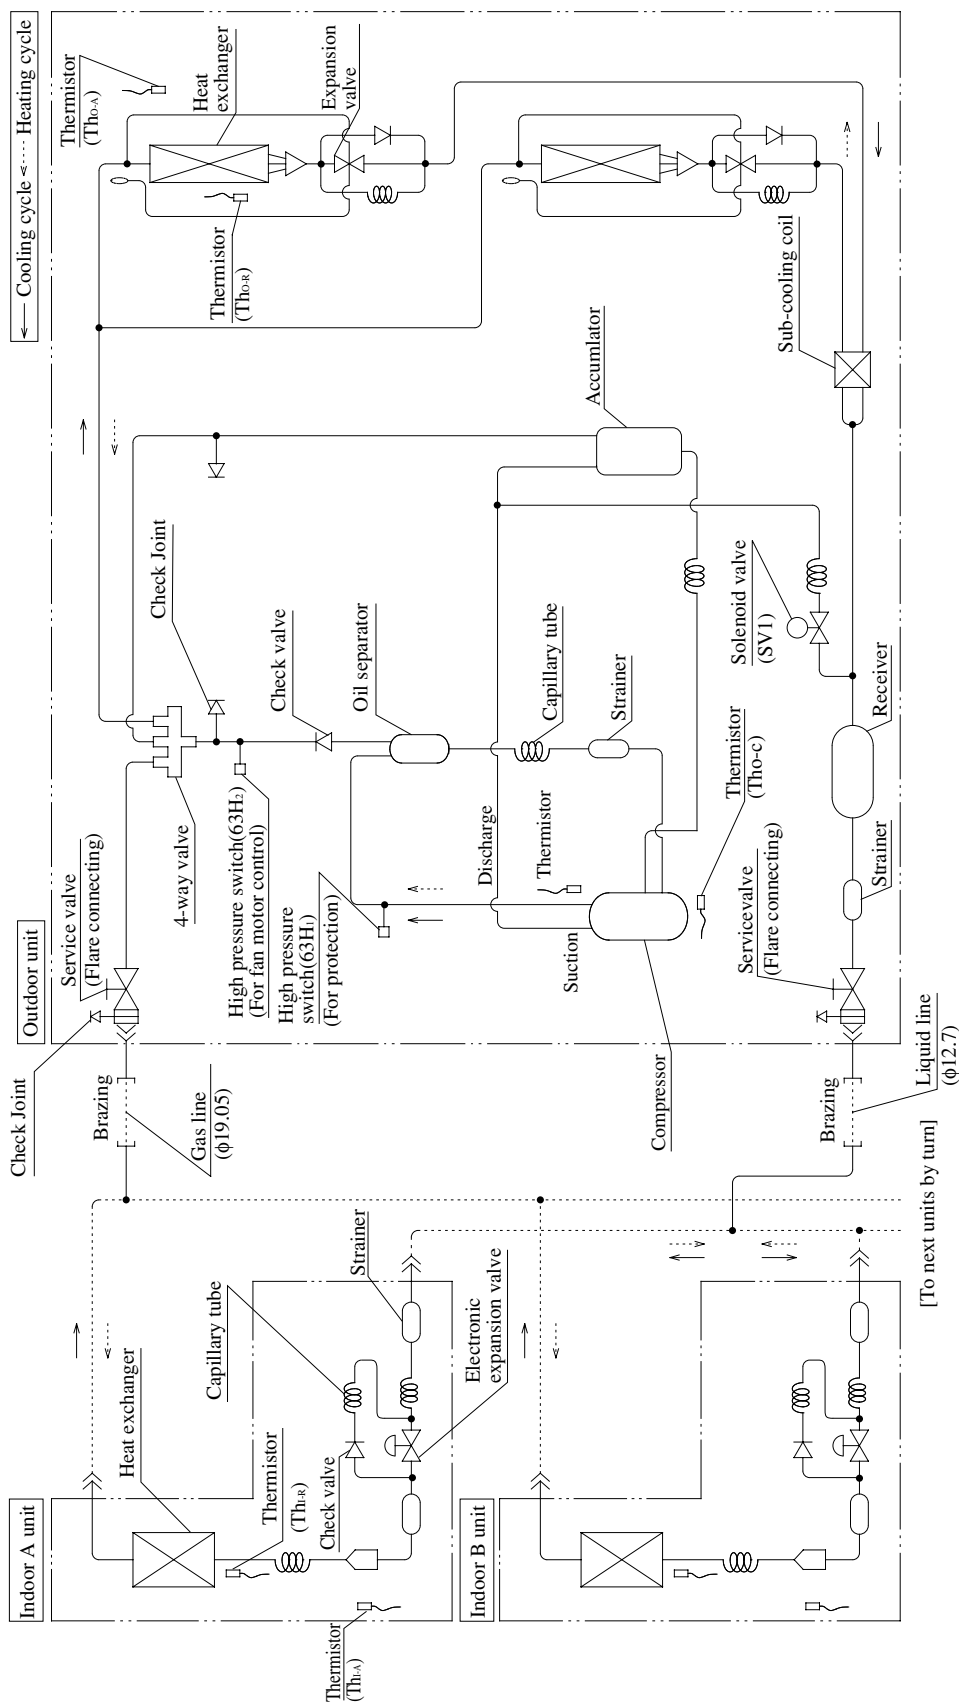 Cooling cycle
Heating cycle
Outdoor unit
Check Joint
Service valve
(Flare connecting)
Brazing
Gas line
(ϕ19.05)
4-way valve
Check Joint
High pressure switch(63H2)
(For fan motor control)
High pressure
switch(63H1)
(For protection)
Check valve
Oil separator
Capillary tube
Strainer
Discharge
Thermistor
Suction
Compressor
Thermistor
(Tho-c)
Accumlator
Thermistor
(ThO-A)
Heat
exchanger
Expansion
valve
Thermistor
(ThO-R)
Sub-cooling coil
Solenoid valve
(SV1)
Receiver
Strainer
Servicevalve
(Flare connecting)
Brazing
Liquid line
(ϕ12.7)
[To next units by turn]
Indoor A unit
Heat exchanger
Capillary tube
Strainer
Electronic
expansion valve
Thermistor
(ThI-R)
Check valve
Thermistor
(ThI-A)
Indoor B unit